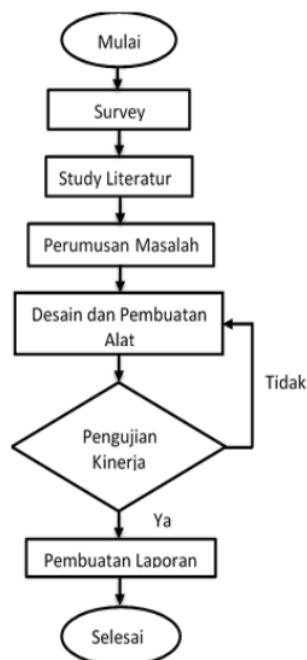 Mulai
Survey
Study Literatur
Perumusan Masalah
Desain dan Pembuatan
Alat
Tidak
Pengujian
Kinerja
Ya
Pembuatan Laporan
Selesai